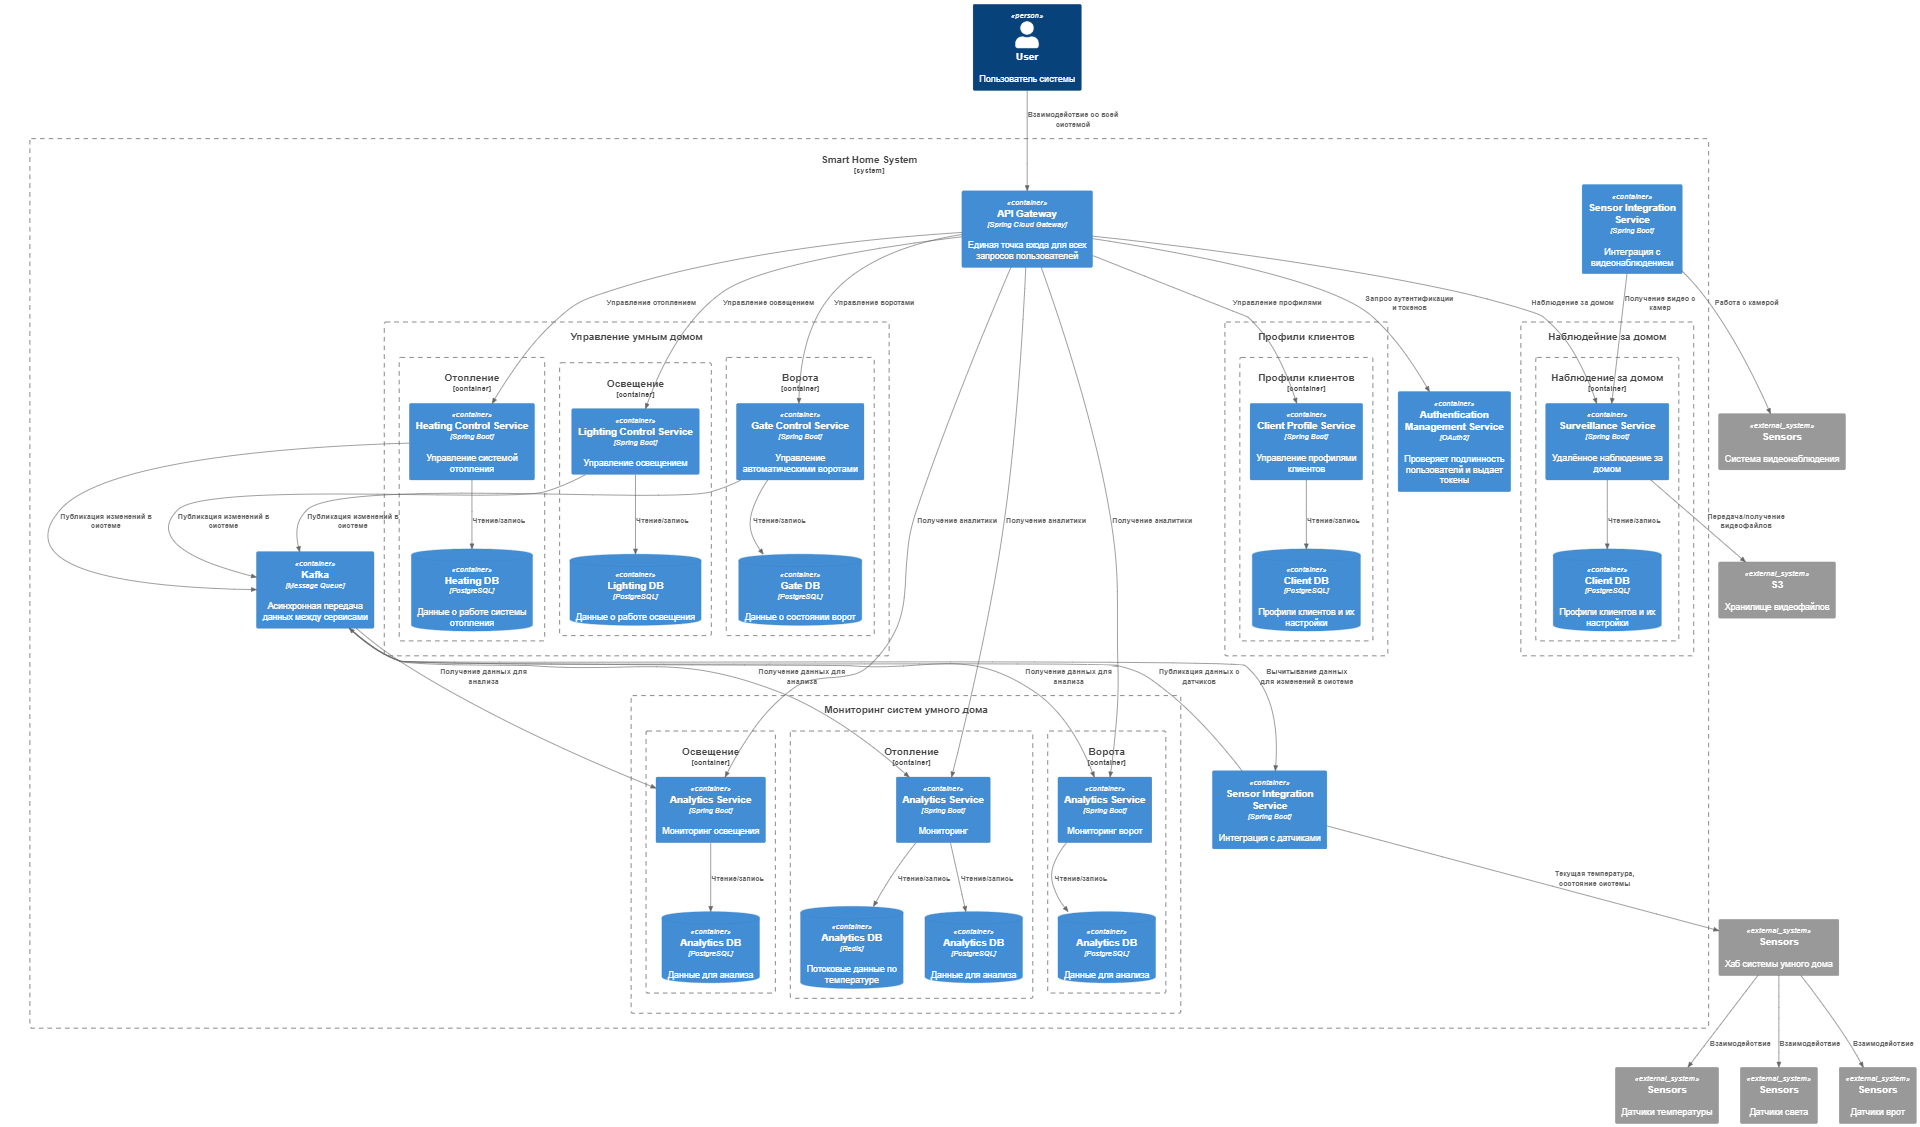 «person»
User
Пользователь системы
Взаимодействие со всей
системой
Smart Home System
[system]
«container»
API Gateway
[Spring Cloud Gateway]
Единая точка входа для всех
запросов пользователей
«container»
Sensor Integration
Service
[Spring Boot]
Интеграция с
видеонаблюдением
Управление отоплением
Управление освещением
Управление воротами
Управление профилями
Запрос аутентификации
и токенов
Наблюдение за домом
Получение видео с
камер
Работа с камерой
Управление умным домом
Отопление
[container]
«container»
Heating Control Service
[Spring Boot]
Управление системой
отопления
Освещение
[container]
«container»
Lighting Control Service
[Spring Boot]
Управление освещением
Ворота
[container]
«container»
Gate Control Service
[Spring Boot]
Управление
автоматическими воротами
Профили клиентов
Профили клиентов
[container]
«container»
Client Profile Service
[Spring Boot]
Управление профилями
клиентов
«container»
Authentication
Management Service
[OAuth2]
Проверяет подлинность
пользователей и выдает
токены
Наблюдейние за домом
Наблюдение за домом
[container]
«container»
Surveillance Service
[Spring Boot]
Удалённое наблюдение за
домом
«external_system»
Sensors
Система видеонаблюдения
Публикация изменений в
системе
Публикация изменений в
системе
Публикация изменений в
системе
Чтение/запись
Чтение/запись
Чтение/запись
Получение аналитики
Получение аналитики
Получение аналитики
Чтение/запись
Чтение/запись
Передача/получение
видеофайлов
«container»
Kafka
[Message Queue]
Асинхронная передача
данных между сервисами
«container»
Heating DB
[PostgreSQL]
Данные о работе системы
отопления
«container»
Lighting DB
[PostgreSQL]
Данные о работе освещения
«container»
Gate DB
[PostgreSQL]
Данные о состоянии ворот
«container»
Client DB
[PostgreSQL]
Профили клиентов и их
настройки
«container»
Client DB
[PostgreSQL]
Профили клиентов и их
настройки
«external_system»
S3
Хранилище видеофайлов
Получение данных для
анализа
Получение данных для
анализа
Получение данных для
анализа
Публикация данных о
датчиков
Вычитывание данных
для изменений в системе
Мониторинг систем умного дома
Освещение
[container]
«container»
Analytics Service
[Spring Boot]
Мониторинг освещения
Отопление
[container]
«container»
Analytics Service
[Spring Boot]
Мониторинг
Ворота
[container]
«container»
Analytics Service
[Spring Boot]
Мониторинг ворот
«container»
Sensor Integration
Service
[Spring Boot]
Интеграция с датчиками
Чтение/запись
Чтение/запись
Чтение/запись
Чтение/запись
Текущая температура,
состояние системы
«container»
Analytics DB
[PostgreSQL]
Данные для анализа
«container»
Analytics DB
[Redis]
Потоковые данные по
температуре
«container»
Analytics DB
[PostgreSQL]
Данные для анализа
«container»
Analytics DB
[PostgreSQL]
Данные для анализа
«external_system»
Sensors
Хаб системы умного дома
Взаимодействие
Взаимодействие
Взаимодействие
«external_system»
Sensors
Датчики температуры
«external_system»
Sensors
Датчики света
«external_system»
Sensors
Датчики врот